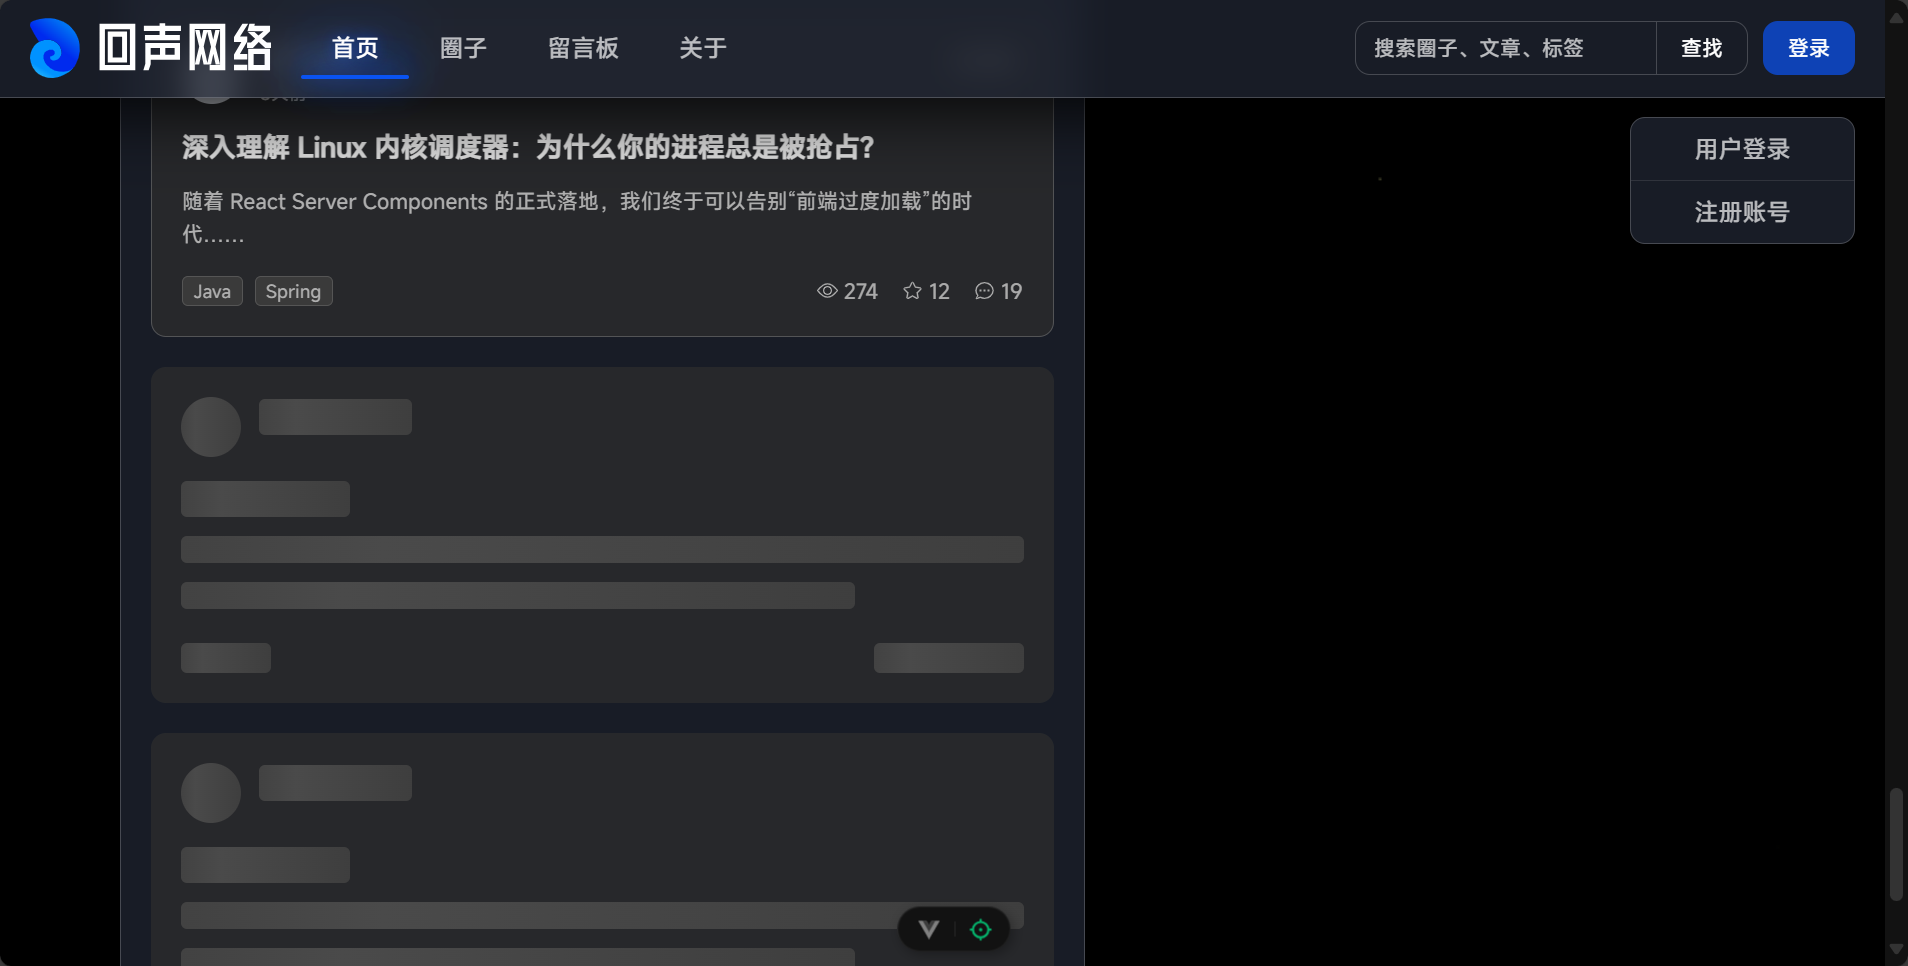 回声网络
首页
圈子
留言板
关于
搜索圈子、文章、标签
查找
登录
用户登录
注册账号
深入理解 Linux 内核调度器：为什么你的进程总是被抢占？
随着 React Server Components 的正式落地，我们终于可以告别“前端过度加载”的时
代……
Java
Spring
274
12
19